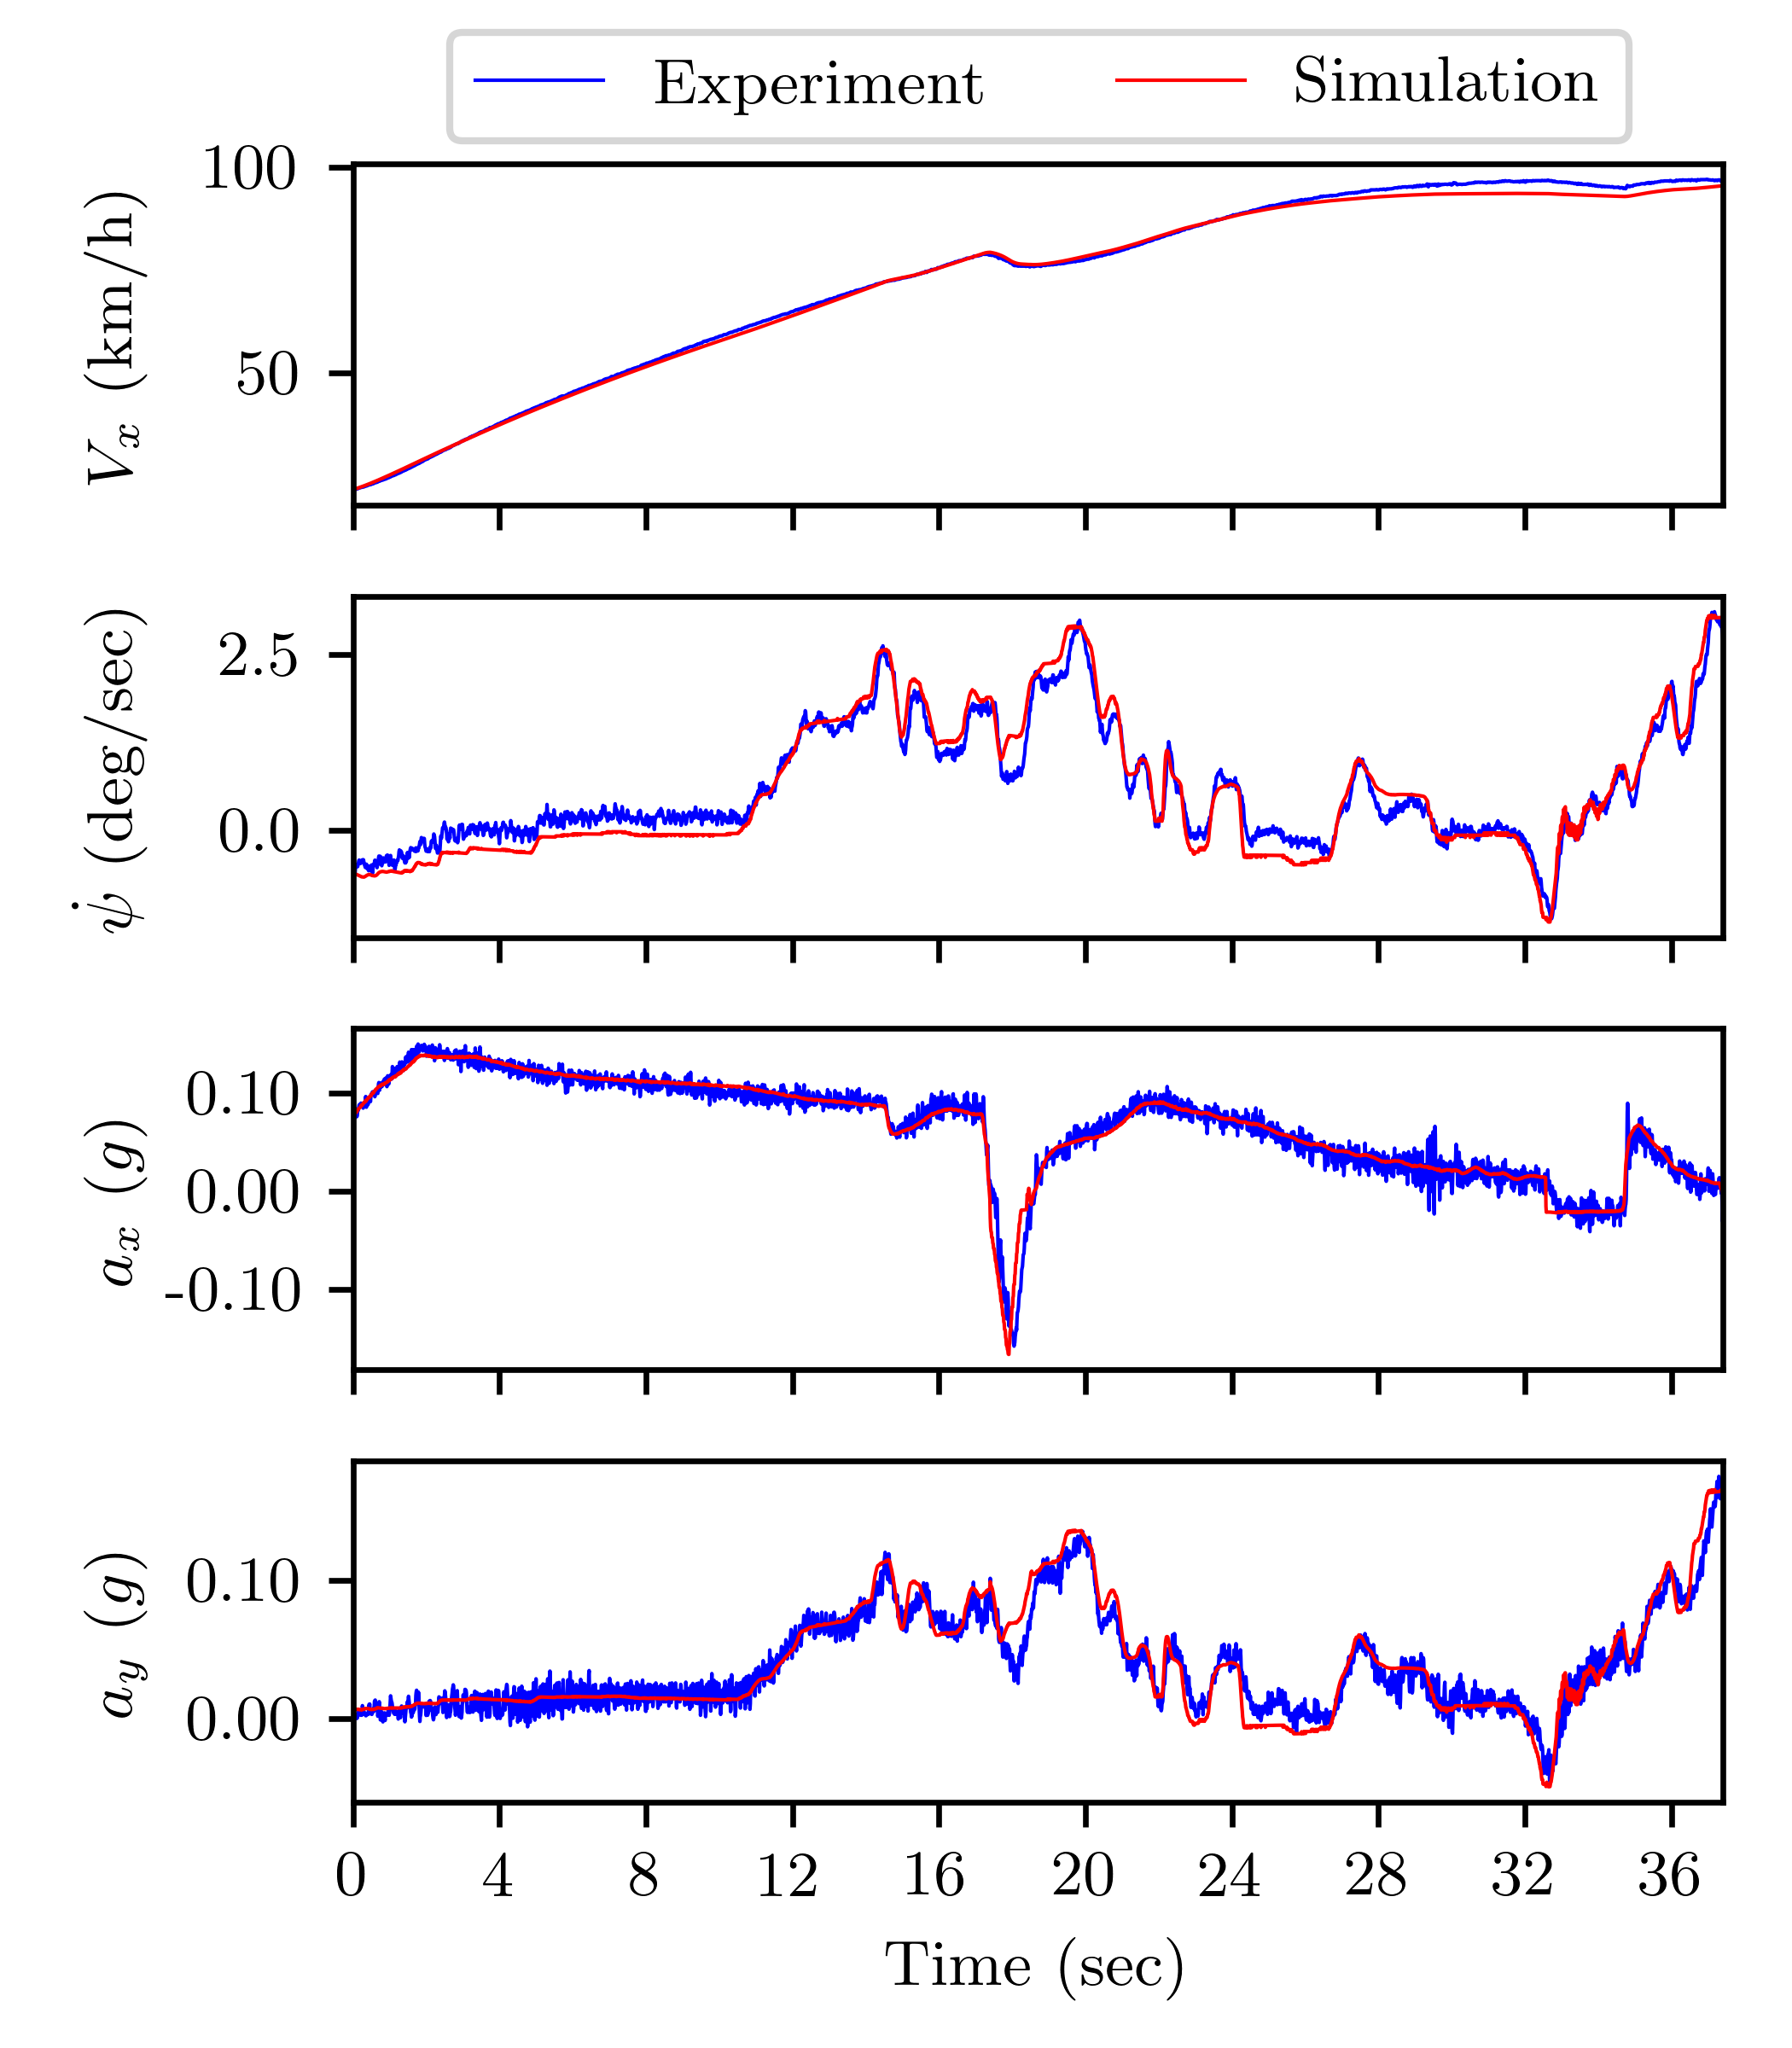 Experiment Simulation
100
50
V_x (km/h)
2.5
0.0
ψ̇ (deg/sec)
0.10
0.00
-0.10
a_x (g)
0.10
0.00
a_y (g)
0 4 8 12 16 20 24 28 32 36
Time (sec)